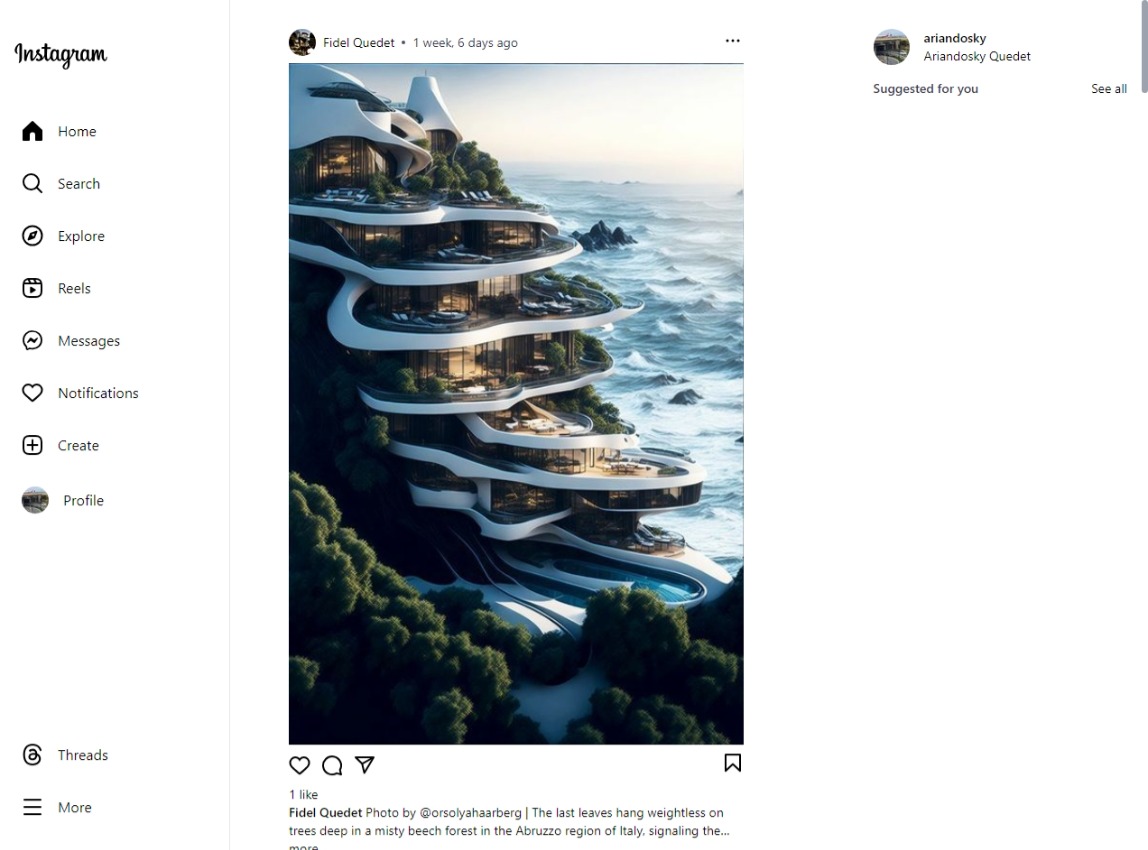 Instagram
Home
Search
Explore
Reels
Messages
Notifications
Create
Profile
Threads
More
Fidel Quedet • 1 week, 6 days ago
1 like
Fidel Quedet Photo by @orsolyahaarberg | The last leaves hang weightless on
trees deep in a misty beech forest in the Abruzzo region of Italy, signaling the...
more
ariandosky
Ariandosky Quedet
Suggested for you See all